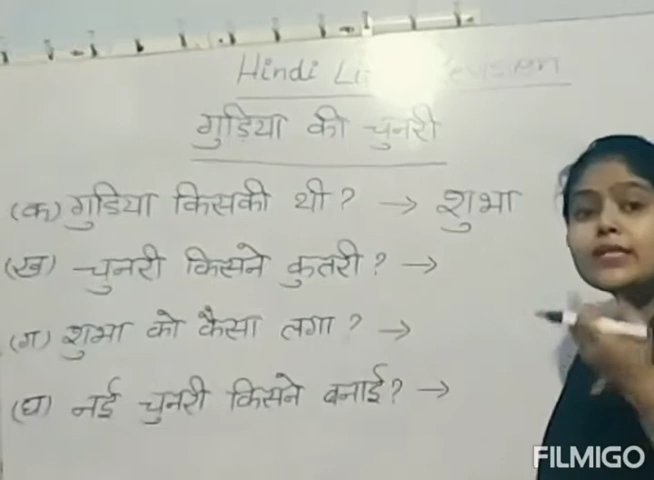 Hindi
गुड़िया की चुनरी
(क) गुडिया किसकी थी? → शुभा
(ख) चुनरी किसने कुतरी? →
(ग) शुभा को कैसा लगा? →
(घ) नई चुनरी किसने बनाई? →
FILMIGO